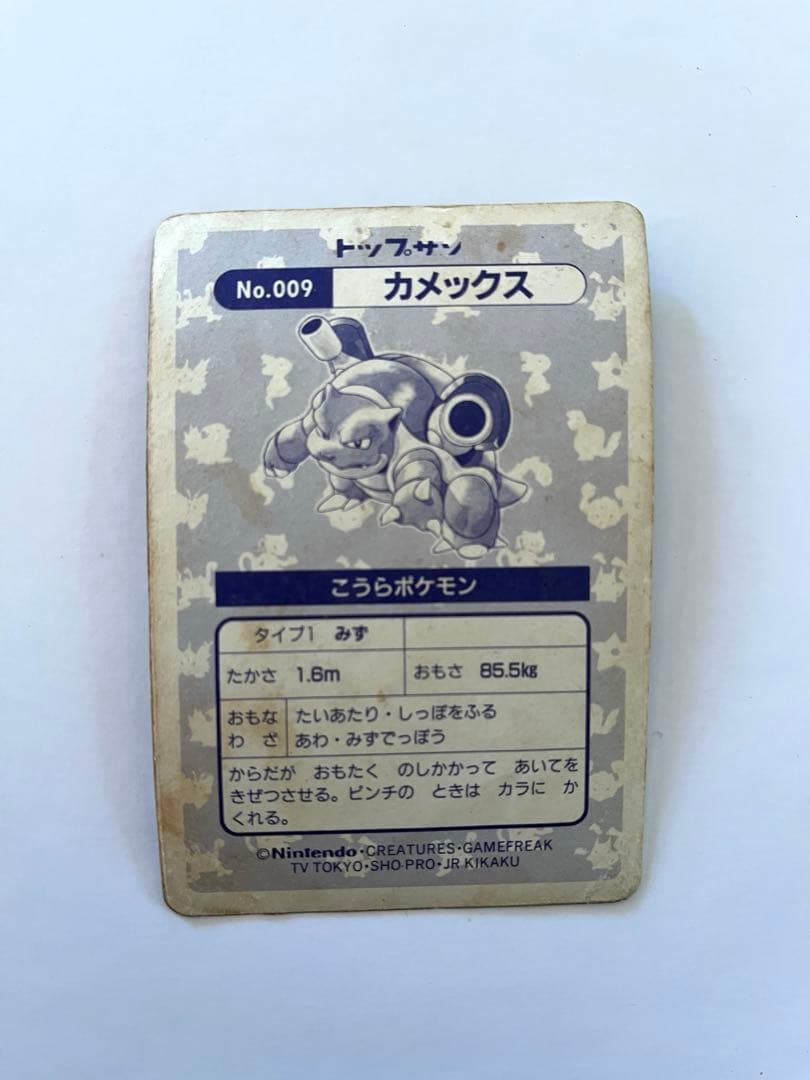 トップサン
No.009 カメックス
こうらポケモン
タイプ1 みず
たかさ 1.6m おもさ 85.5kg
おもな たいあたり・しっぽをふる
わ ざ あわ・みずでっぽう
からだが おもたく のしかかって あいてを
きぜつさせる。ピンチの ときは カラに か
くれる。
©Nintendo・CREATURES・GAMEFREAK
TV TOKYO・SHO-PRO・JR KIKAKU